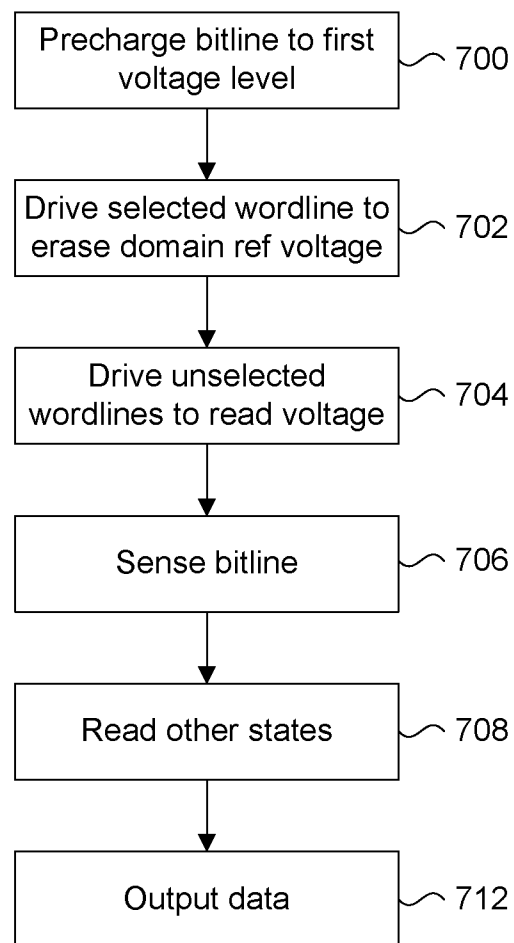 Precharge bitline to first
voltage level
700
Drive selected wordline to
erase domain ref voltage
702
Drive unselected
wordlines to read voltage
704
Sense bitline
706
Read other states
708
Output data
712